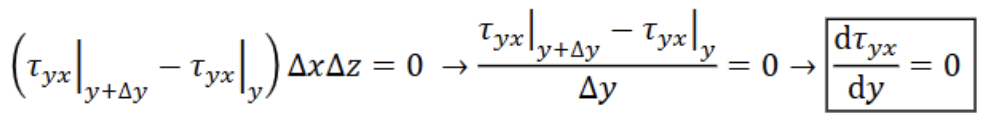 (τ_yx|_{y+Δy} − τ_yx|_y) ΔxΔz = 0 → (τ_yx|_{y+Δy} − τ_yx|_y)/Δy = 0 → dτ_yx/dy = 0